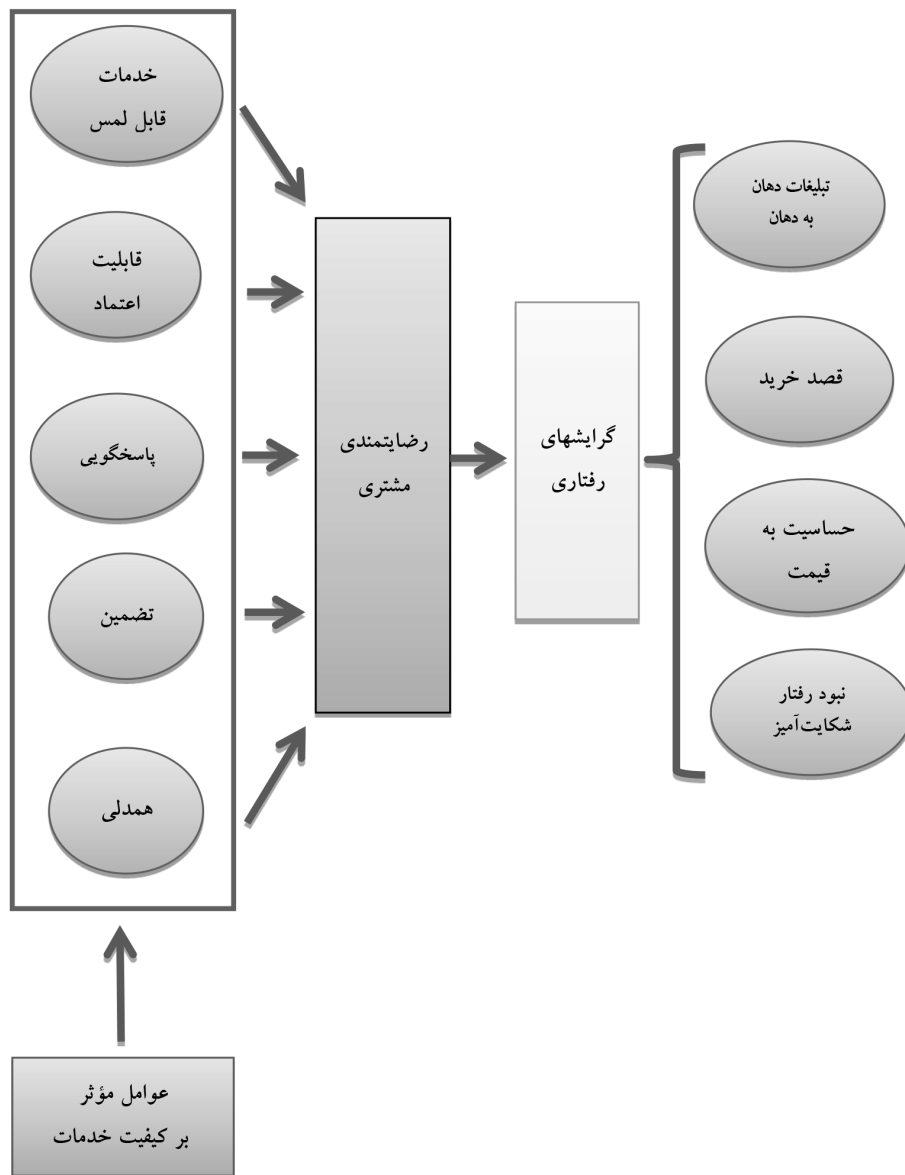 خدمات
قابل لمس
قابلیت
اعتماد
پاسخگویی
تضمین
همدلی
عوامل مؤثر
بر کیفیت خدمات
رضایتمندی
مشتری
گرایشهای
رفتاری
تبلیغات دهان
به دهان
قصد خرید
حساسیت به
قیمت
نبود رفتار
شکایت‌آمیز